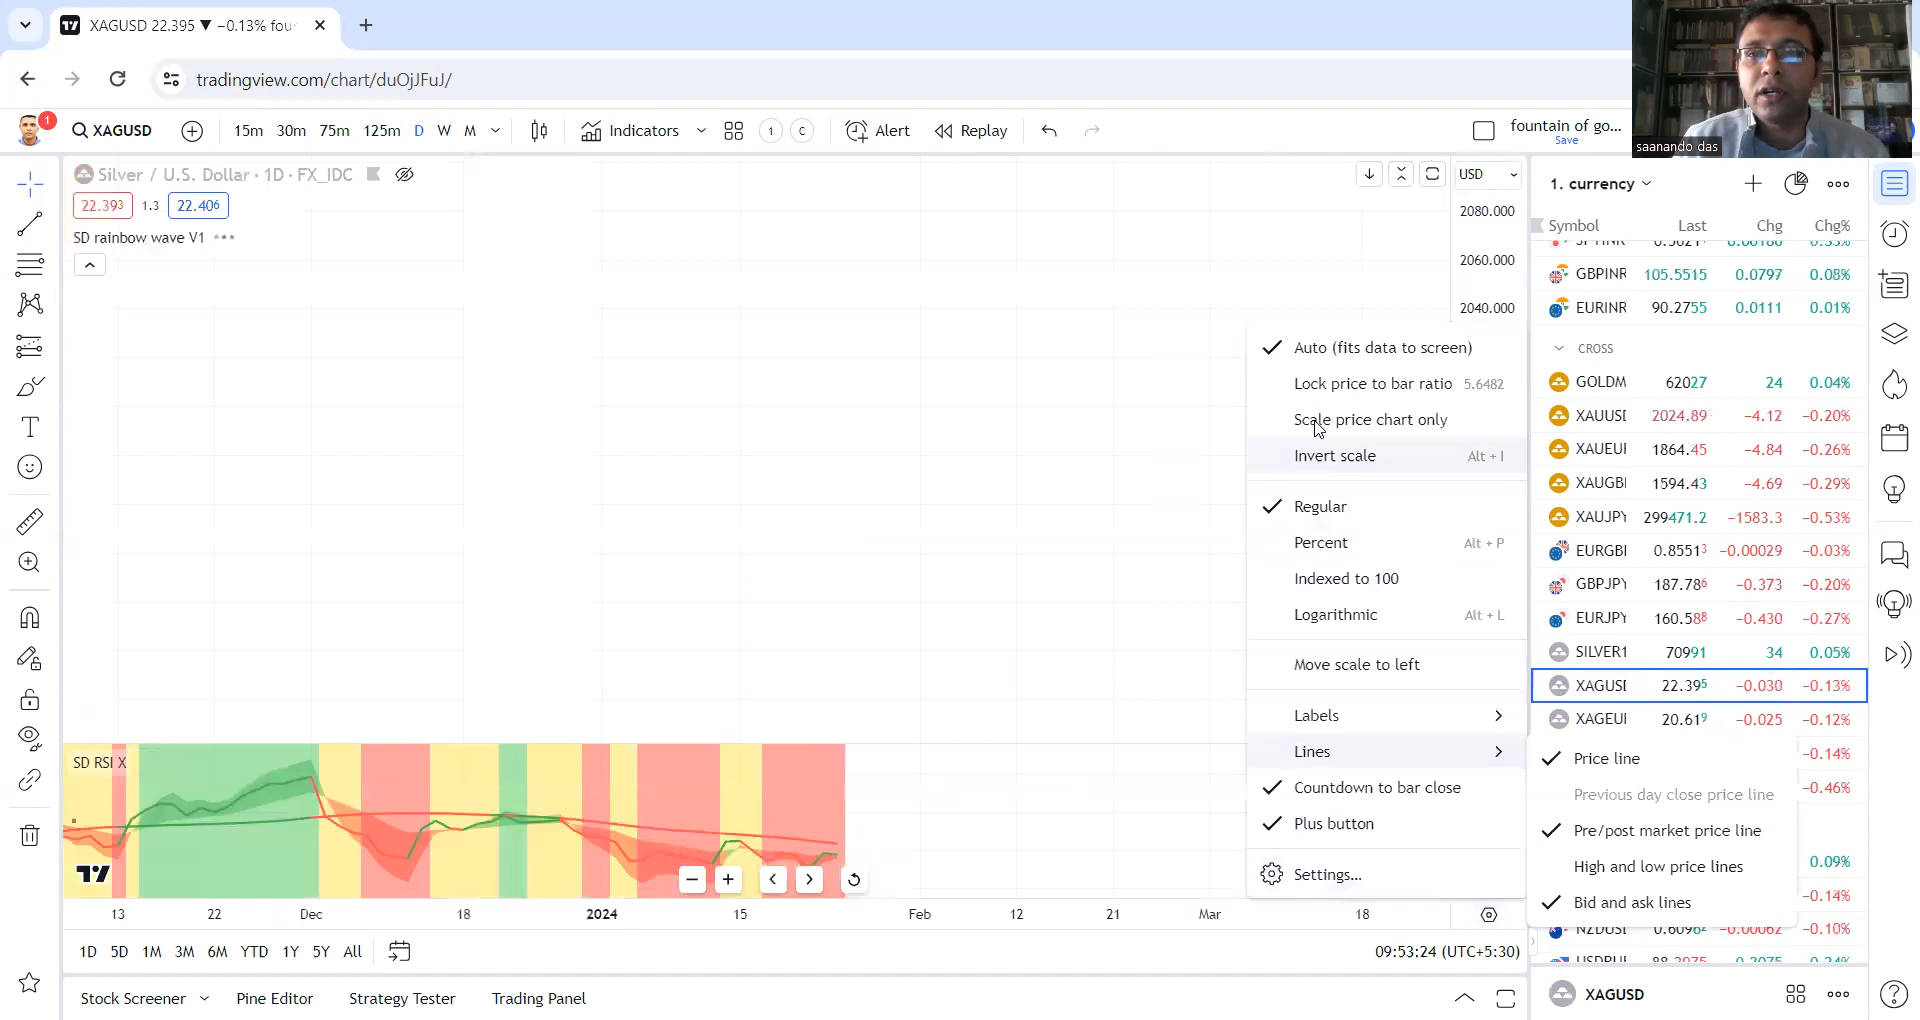 XAGUSD 22.395 ▼ −0.13% fou
tradingview.com/chart/duOjJFuJ/
1
XAGUSD
15m 30m 75m 125m D W M
Indicators
1 C
Alert
Replay
fountain of go...
Save
saanando das
Silver / U.S. Dollar · 1D · FX_IDC
22.393 1.3 22.406
SD rainbow wave V1
USD
2080.000
2060.000
2040.000
1. currency
Symbol Last Chg Chg%
GBPINR 105.5515 0.0797 0.08%
EURINR 90.2755 0.0111 0.01%
CROSS
GOLDM 62027 24 0.04%
XAUUSD 2024.89 −4.12 −0.20%
XAUEUR 1864.45 −4.84 −0.26%
XAUGBP 1594.43 −4.69 −0.29%
XAUJPY 299471.2 −1583.3 −0.53%
EURGBP 0.8551³ −0.00029 −0.03%
GBPJPY 187.78⁶ −0.373 −0.20%
EURJPY 160.58⁸ −0.430 −0.27%
SILVER1 70991 34 0.05%
XAGUSD 22.39⁵ −0.030 −0.13%
XAGEUR 20.61⁹ −0.025 −0.12%
−0.14%
−0.46%
0.09%
−0.14%
−0.10%
Auto (fits data to screen)
Lock price to bar ratio 5.6482
Scale price chart only
Invert scale Alt + I
Regular
Percent Alt + P
Indexed to 100
Logarithmic Alt + L
Move scale to left
Labels
Lines
Countdown to bar close
Plus button
Settings...
Price line
Previous day close price line
Pre/post market price line
High and low price lines
Bid and ask lines
SD RSI X
13 22 Dec 18 2024 15 Feb 12 21 Mar 18
1D 5D 1M 3M 6M YTD 1Y 5Y All
09:53:24 (UTC+5:30)
Stock Screener Pine Editor Strategy Tester Trading Panel
XAGUSD